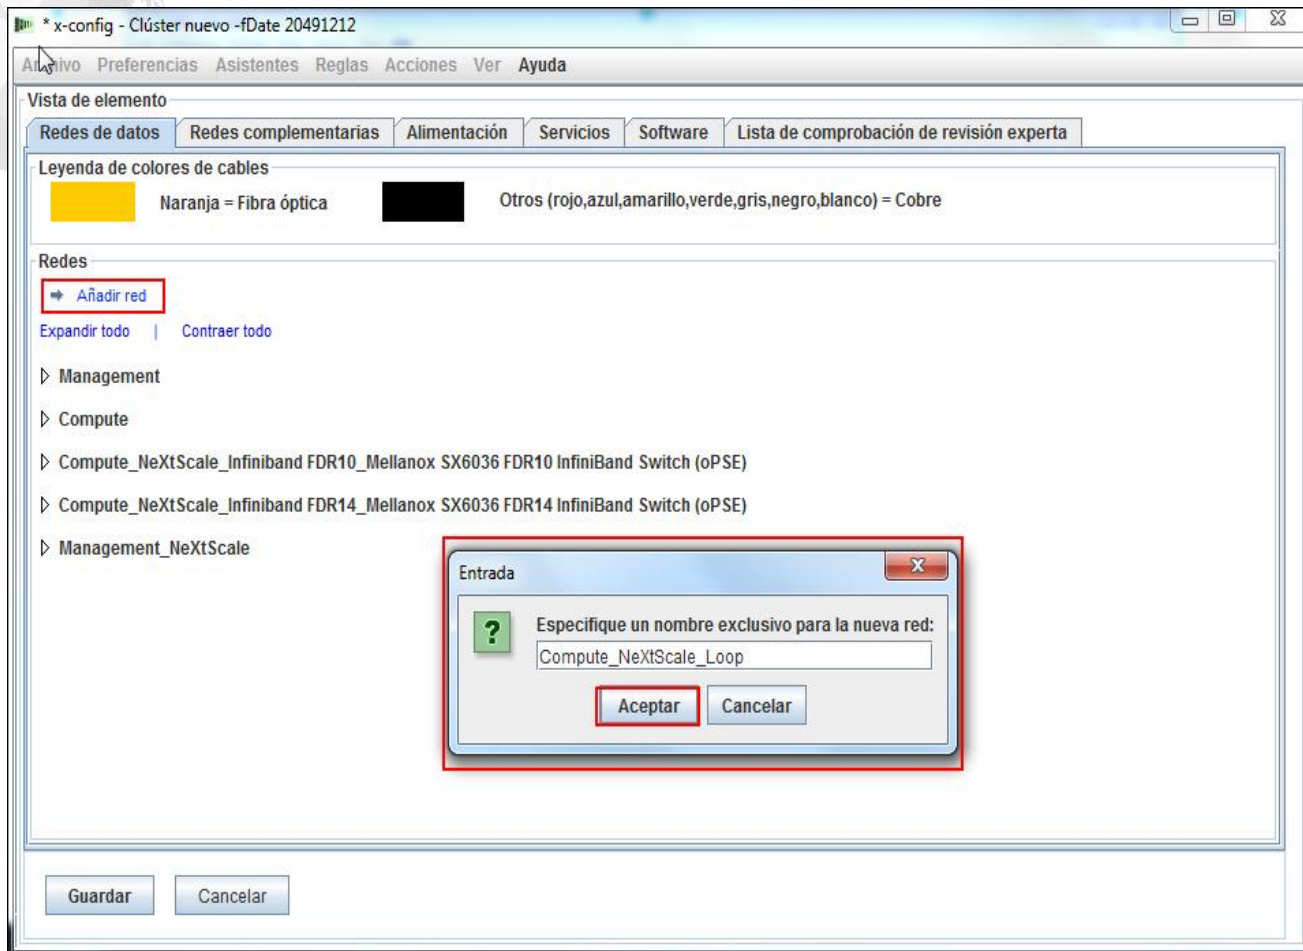 * x-config - Clúster nuevo -fDate 20491212
Archivo Preferencias Asistentes Reglas Acciones Ver Ayuda
Vista de elemento
Redes de datos Redes complementarias Alimentación Servicios Software Lista de comprobación de revisión experta
Leyenda de colores de cables
Naranja = Fibra óptica Otros (rojo,azul,amarillo,verde,gris,negro,blanco) = Cobre
Redes
Añadir red
Expandir todo | Contraer todo
Management
Compute
Compute_NeXtScale_Infiniband FDR10_Mellanox SX6036 FDR10 InfiniBand Switch (oPSE)
Compute_NeXtScale_Infiniband FDR14_Mellanox SX6036 FDR14 InfiniBand Switch (oPSE)
Management_NeXtScale
Entrada
Especifique un nombre exclusivo para la nueva red:
Compute_NeXtScale_Loop
Aceptar Cancelar
Guardar Cancelar